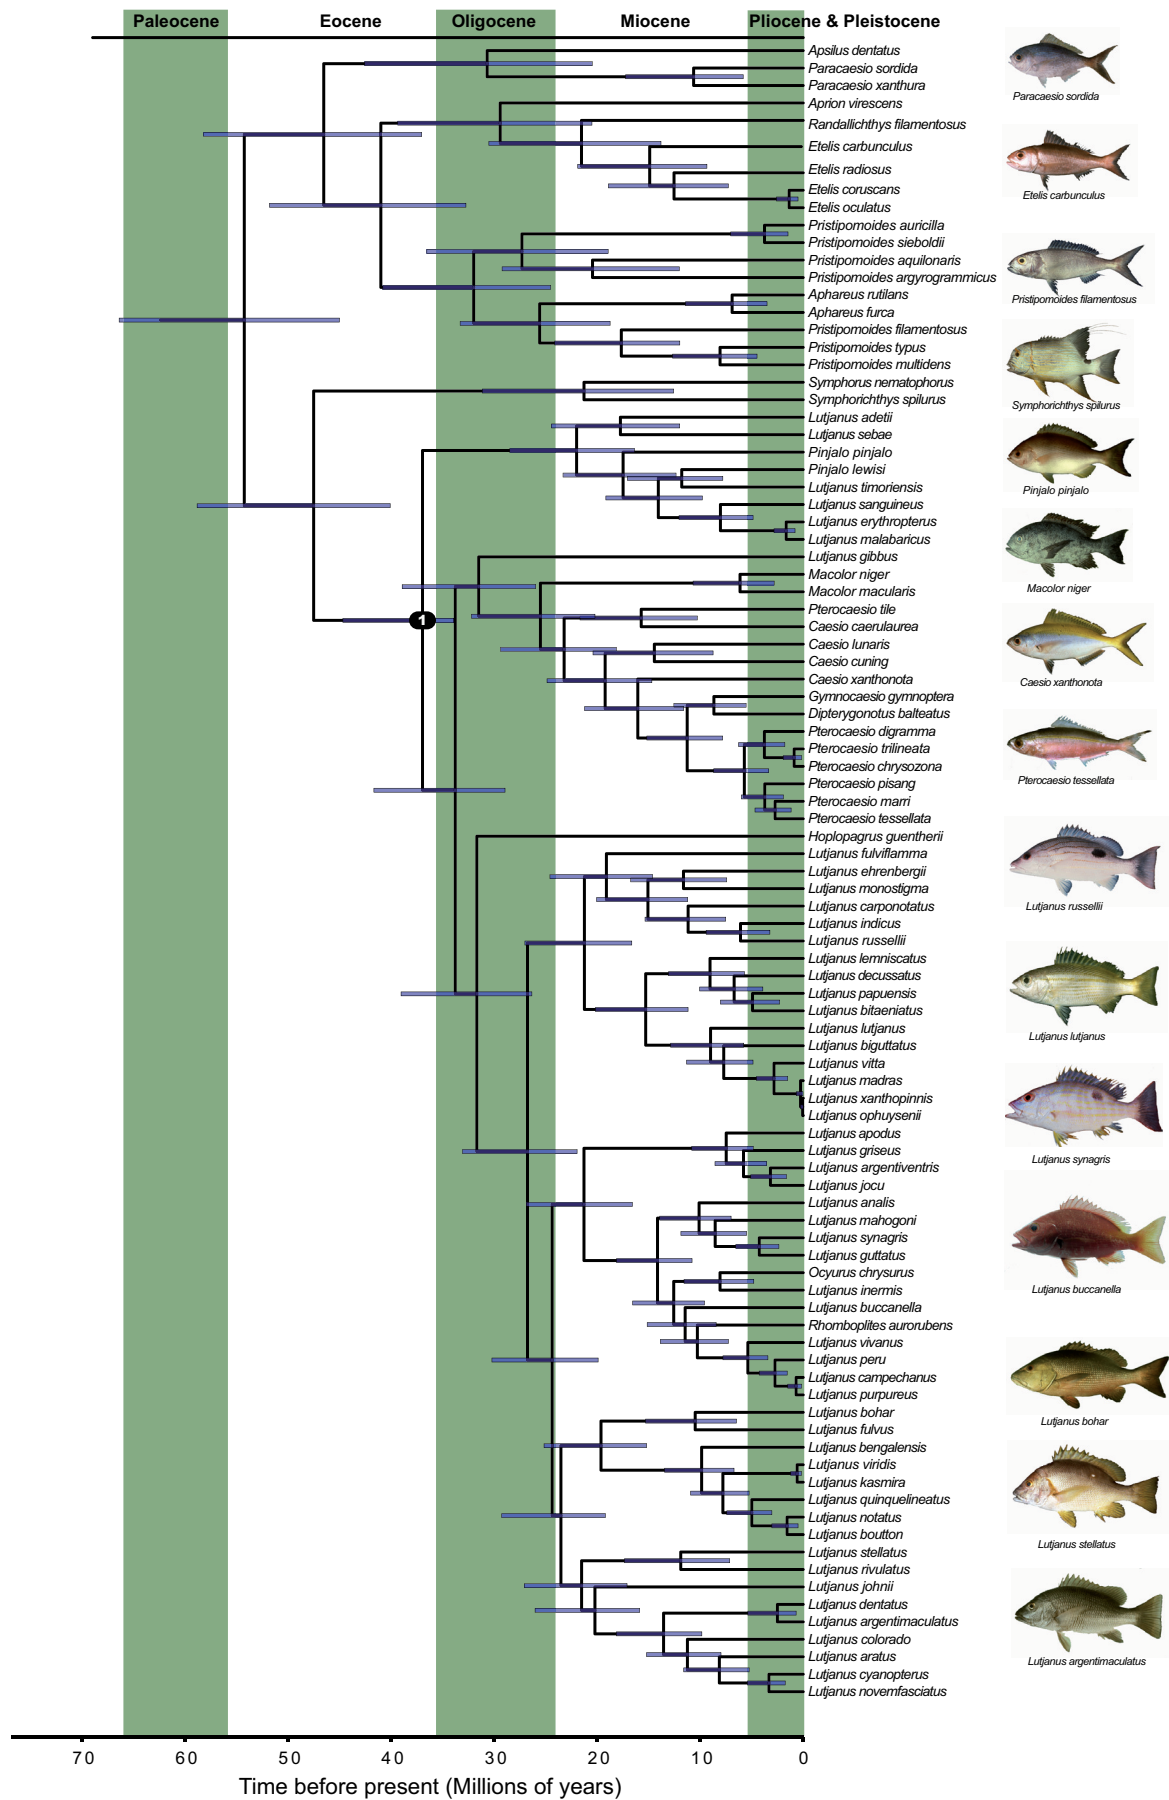 Paleocene Eocene Oligocene Miocene Pliocene & Pleistocene
Apsilus dentatus
Paracaesio sordida
Paracaesio xanthura
Aprion virescens
Randallichthys filamentosus
Etelis carbunculus
Etelis radiosus
Etelis coruscans
Etelis oculatus
Pristipomoides auricilla
Pristipomoides sieboldii
Pristipomoides aquilonaris
Pristipomoides argyrogrammicus
Aphareus rutilans
Aphareus furca
Pristipomoides filamentosus
Pristipomoides typus
Pristipomoides multidens
Symphorus nematophorus
Symphorichthys spilurus
Lutjanus adetii
Lutjanus sebae
Pinjalo pinjalo
Pinjalo lewisi
Lutjanus timoriensis
Lutjanus sanguineus
Lutjanus erythropterus
Lutjanus malabaricus
Lutjanus gibbus
Macolor niger
Macolor macularis
Pterocaesio tile
1
Caesio caerulaurea
Caesio lunaris
Caesio cuning
Caesio xanthonota
Gymnocaesio gymnoptera
Dipterygonotus balteatus
Pterocaesio digramma
Pterocaesio trilineata
Pterocaesio chrysozona
Pterocaesio pisang
Pterocaesio marri
Pterocaesio tessellata
Hoplopagrus guentherii
Lutjanus fulviflamma
Lutjanus ehrenbergii
Lutjanus monostigma
Lutjanus carponotatus
Lutjanus indicus
Lutjanus russellii
Lutjanus lemniscatus
Lutjanus decussatus
Lutjanus papuensis
Lutjanus bitaeniatus
Lutjanus lutjanus
Lutjanus biguttatus
Lutjanus vitta
Lutjanus madras
Lutjanus xanthopinnis
Lutjanus ophuysenii
Lutjanus apodus
Lutjanus griseus
Lutjanus argentiventris
Lutjanus jocu
Lutjanus analis
Lutjanus mahogoni
Lutjanus synagris
Lutjanus guttatus
Ocyurus chrysurus
Lutjanus inermis
Lutjanus buccanella
Rhomboplites aurorubens
Lutjanus vivanus
Lutjanus peru
Lutjanus campechanus
Lutjanus purpureus
Lutjanus bohar
Lutjanus fulvus
Lutjanus bengalensis
Lutjanus viridis
Lutjanus kasmira
Lutjanus quinquelineatus
Lutjanus notatus
Lutjanus boutton
Lutjanus stellatus
Lutjanus rivulatus
Lutjanus johnii
Lutjanus dentatus
Lutjanus argentimaculatus
Lutjanus colorado
Lutjanus aratus
Lutjanus cyanopterus
Lutjanus novemfasciatus
Paracaesio sordida
Etelis carbunculus
Pristipomoides filamentosus
Symphorichthys spilurus
Pinjalo pinjalo
Macolor niger
Caesio xanthonota
Pterocaesio tessellata
Lutjanus russellii
Lutjanus lutjanus
Lutjanus synagris
Lutjanus buccanella
Lutjanus bohar
Lutjanus stellatus
Lutjanus argentimaculatus
70 60 50 40 30 20 10 0
Time before present (Millions of years)